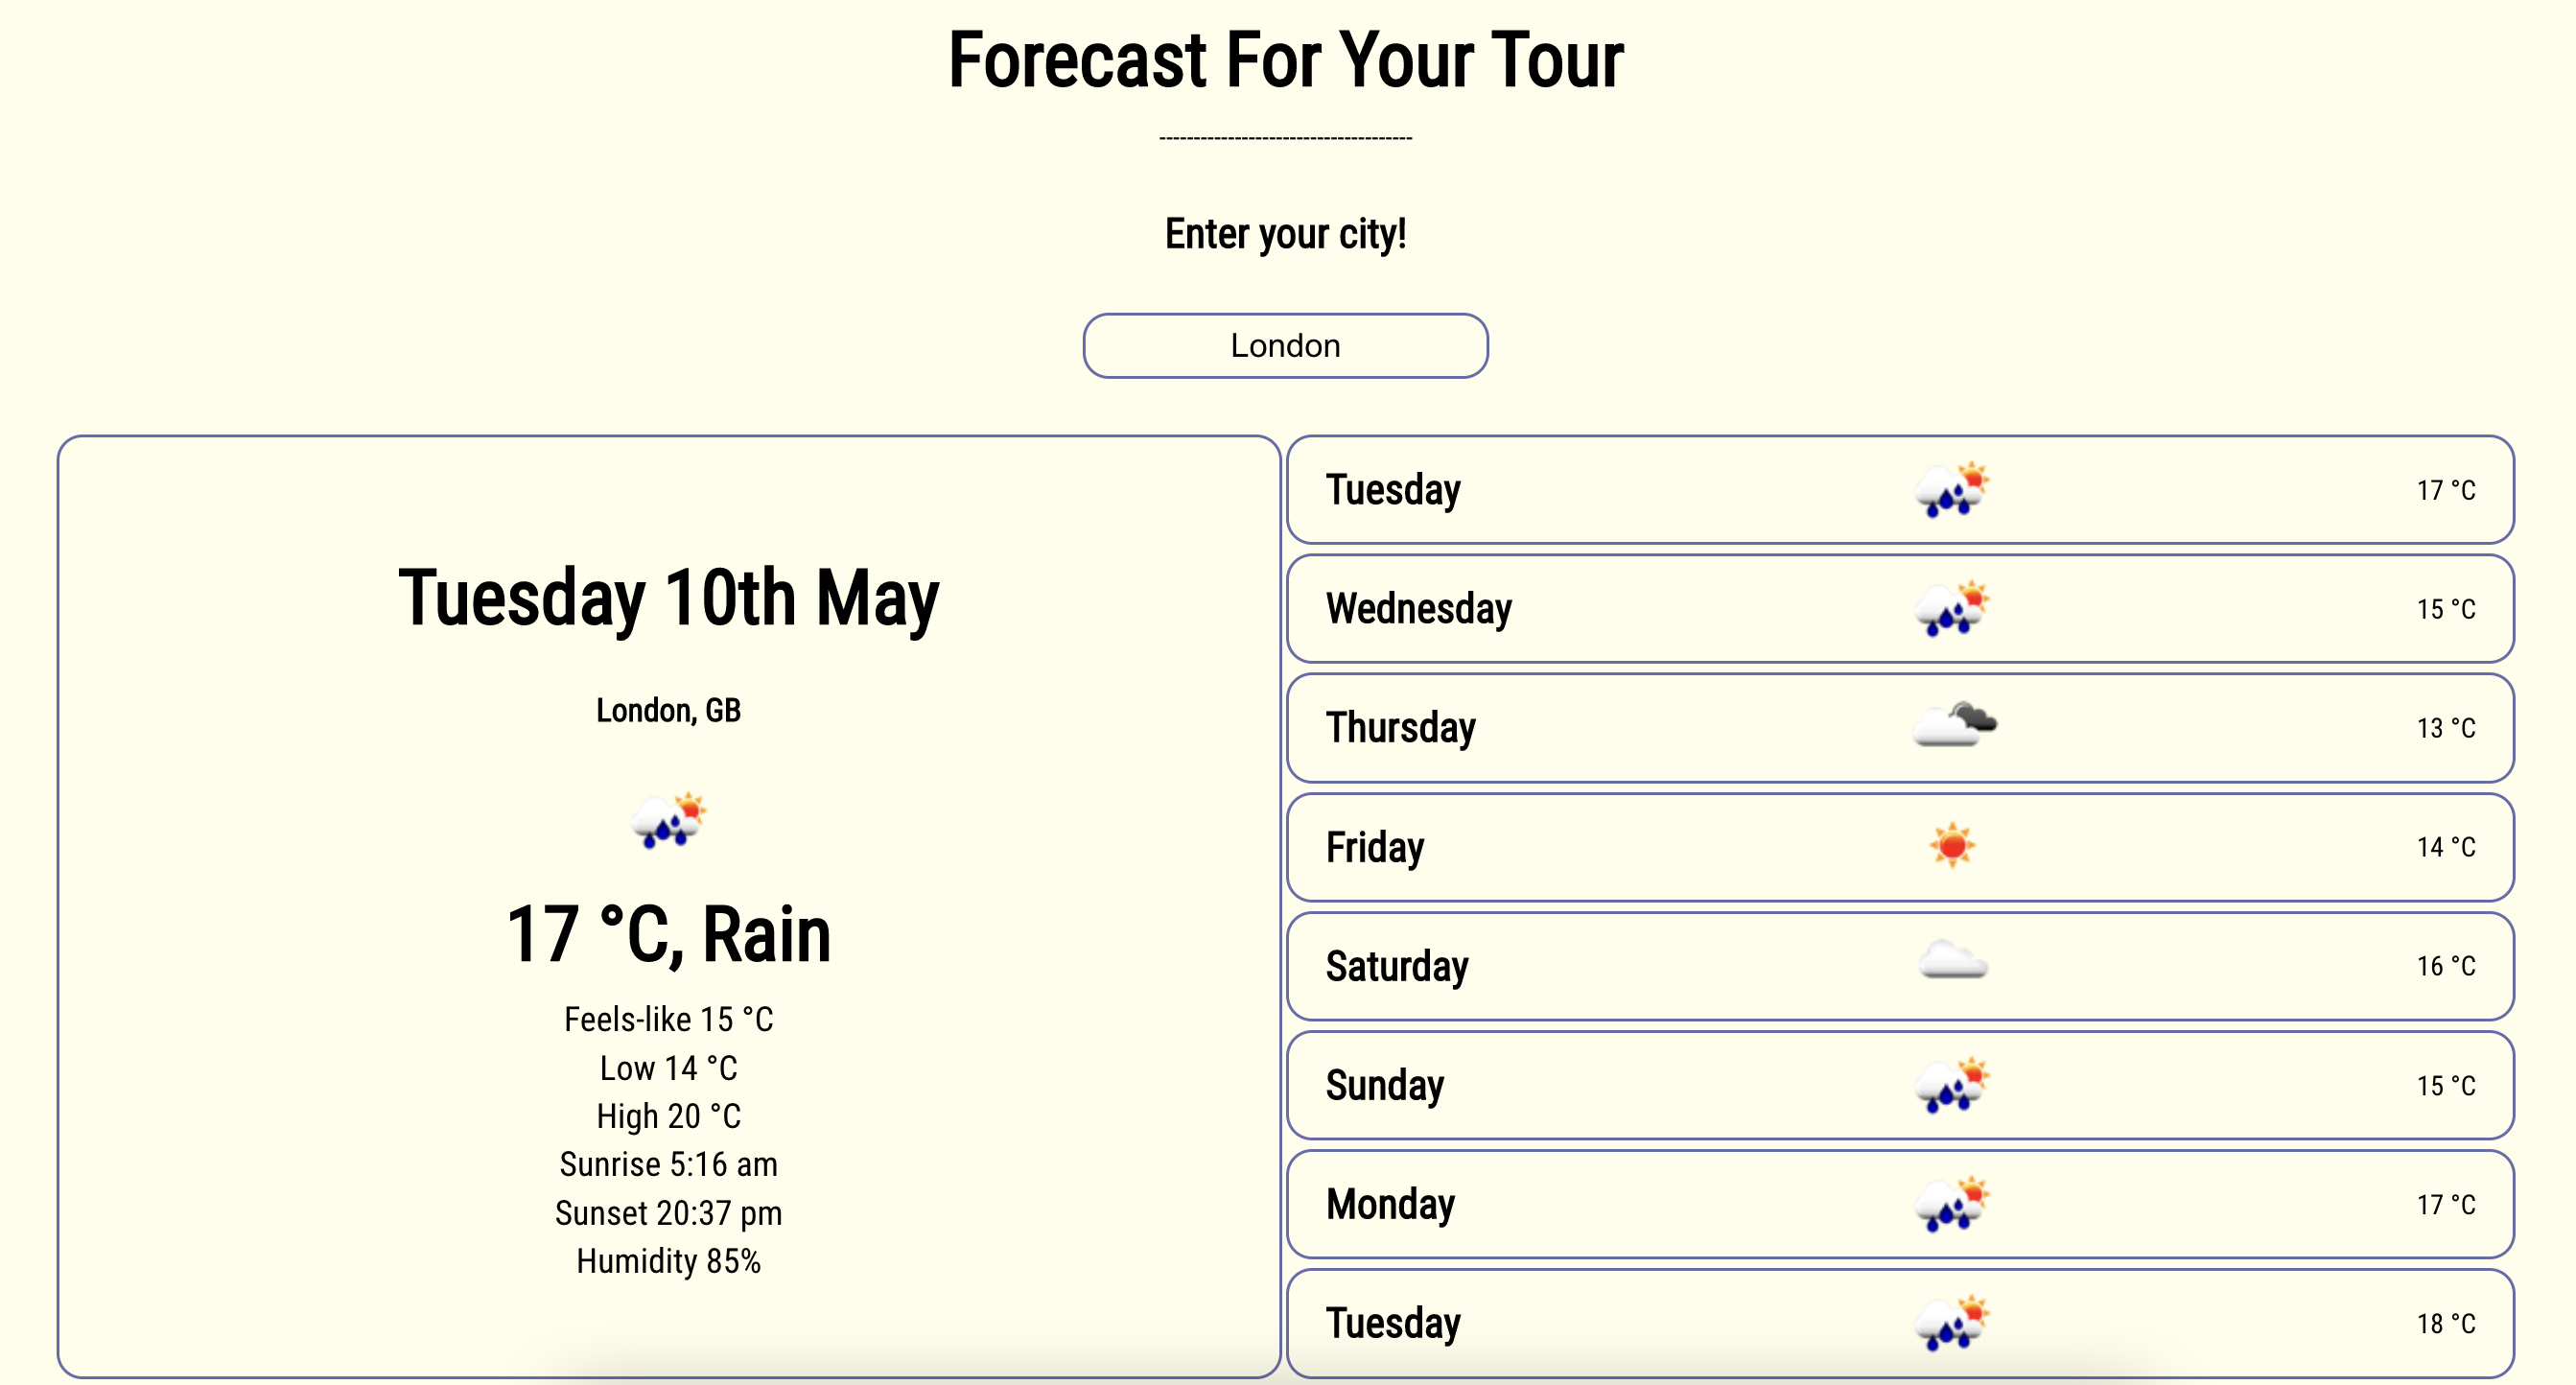 Forecast For Your Tour
-------------------------------------
Enter your city!
London
Tuesday 10th May
London, GB
17 °C, Rain
Feels-like 15 °C
Low 14 °C
High 20 °C
Sunrise 5:16 am
Sunset 20:37 pm
Humidity 85%
Tuesday 17 °C
Wednesday 15 °C
Thursday 13 °C
Friday 14 °C
Saturday 16 °C
Sunday 15 °C
Monday 17 °C
Tuesday 18 °C